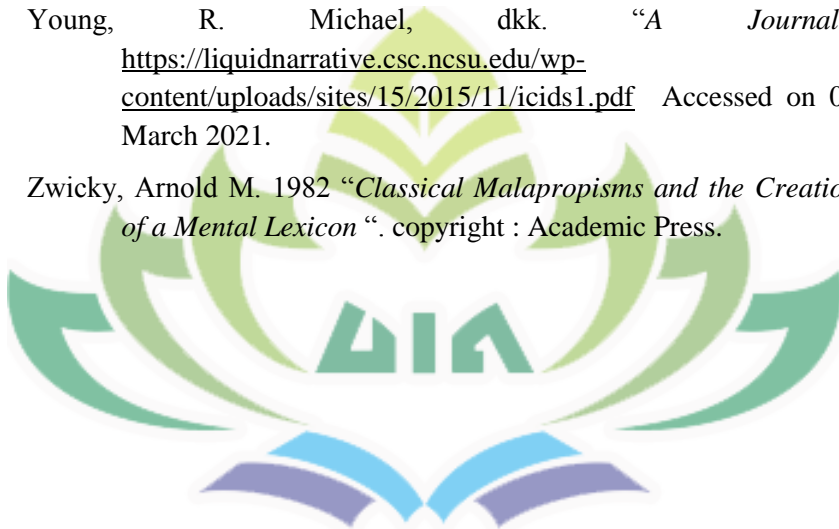 Young, R. Michael, dkk. “A Journal
https://liquidnarrative.csc.ncsu.edu/wp-
content/uploads/sites/15/2015/11/icids1.pdf Accessed on 0
March 2021.
Zwicky, Arnold M. 1982 “Classical Malapropisms and the Creatio
of a Mental Lexicon “. copyright : Academic Press.
UIN